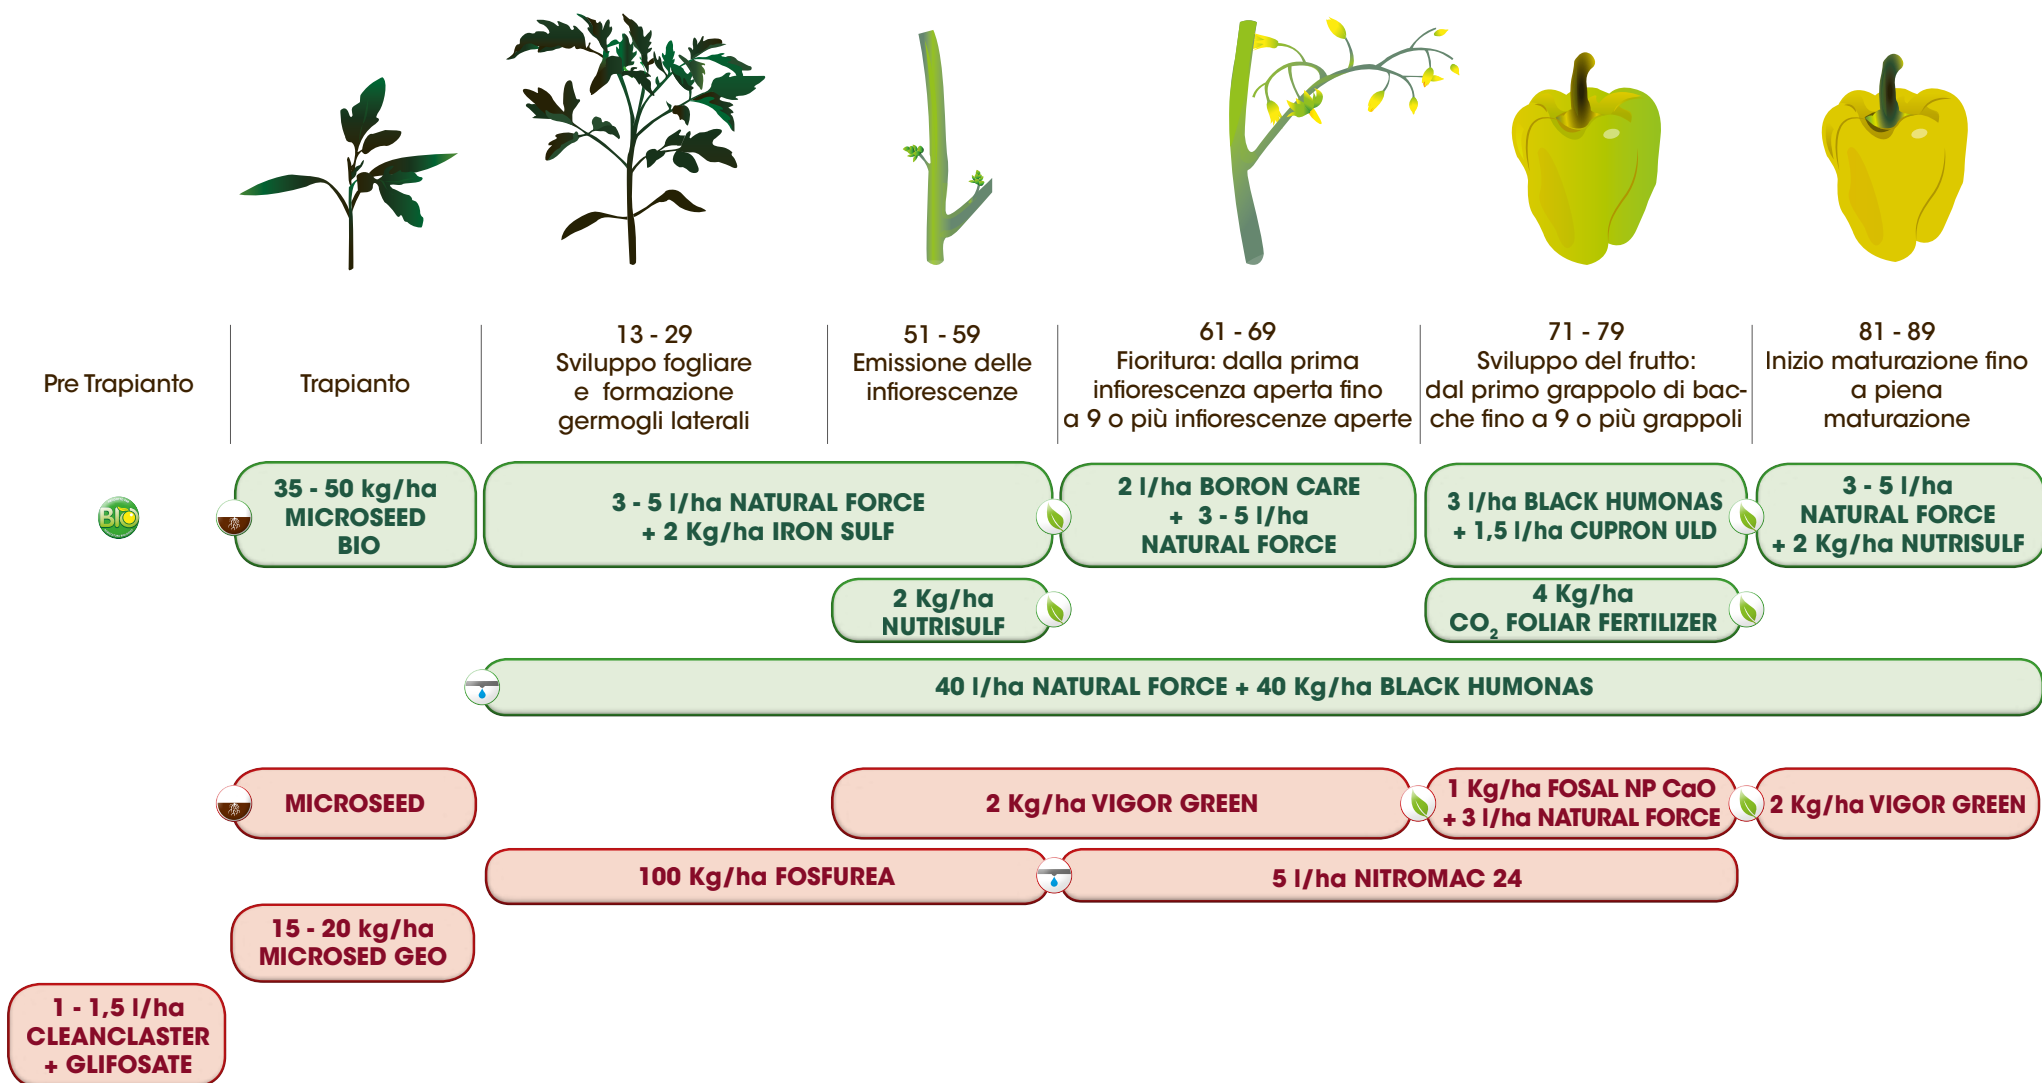 Pre Trapianto
Trapianto
13 - 29
Sviluppo fogliare
e formazione
germogli laterali
51 - 59
Emissione delle
infiorescenze
61 - 69
Fioritura: dalla prima
infiorescenza aperta fino
a 9 o più infiorescenze aperte
71 - 79
Sviluppo del frutto:
dal primo grappolo di bac-
che fino a 9 o più grappoli
81 - 89
Inizio maturazione fino
a piena
maturazione
BIO
35 - 50 kg/ha
MICROSEED
BIO
3 - 5 l/ha NATURAL FORCE
+ 2 Kg/ha IRON SULF
2 l/ha BORON CARE
+ 3 - 5 l/ha
NATURAL FORCE
3 l/ha BLACK HUMONAS
+ 1,5 l/ha CUPRON ULD
3 - 5 l/ha
NATURAL FORCE
+ 2 Kg/ha NUTRISULF
2 Kg/ha
NUTRISULF
4 Kg/ha
CO₂ FOLIAR FERTILIZER
40 l/ha NATURAL FORCE + 40 Kg/ha BLACK HUMONAS
MICROSEED
2 Kg/ha VIGOR GREEN
1 Kg/ha FOSAL NP CaO
+ 3 l/ha NATURAL FORCE
2 Kg/ha VIGOR GREEN
100 Kg/ha FOSFUREA
5 l/ha NITROMAC 24
15 - 20 kg/ha
MICROSED GEO
1 - 1,5 l/ha
CLEANCLASTER
+ GLIFOSATE